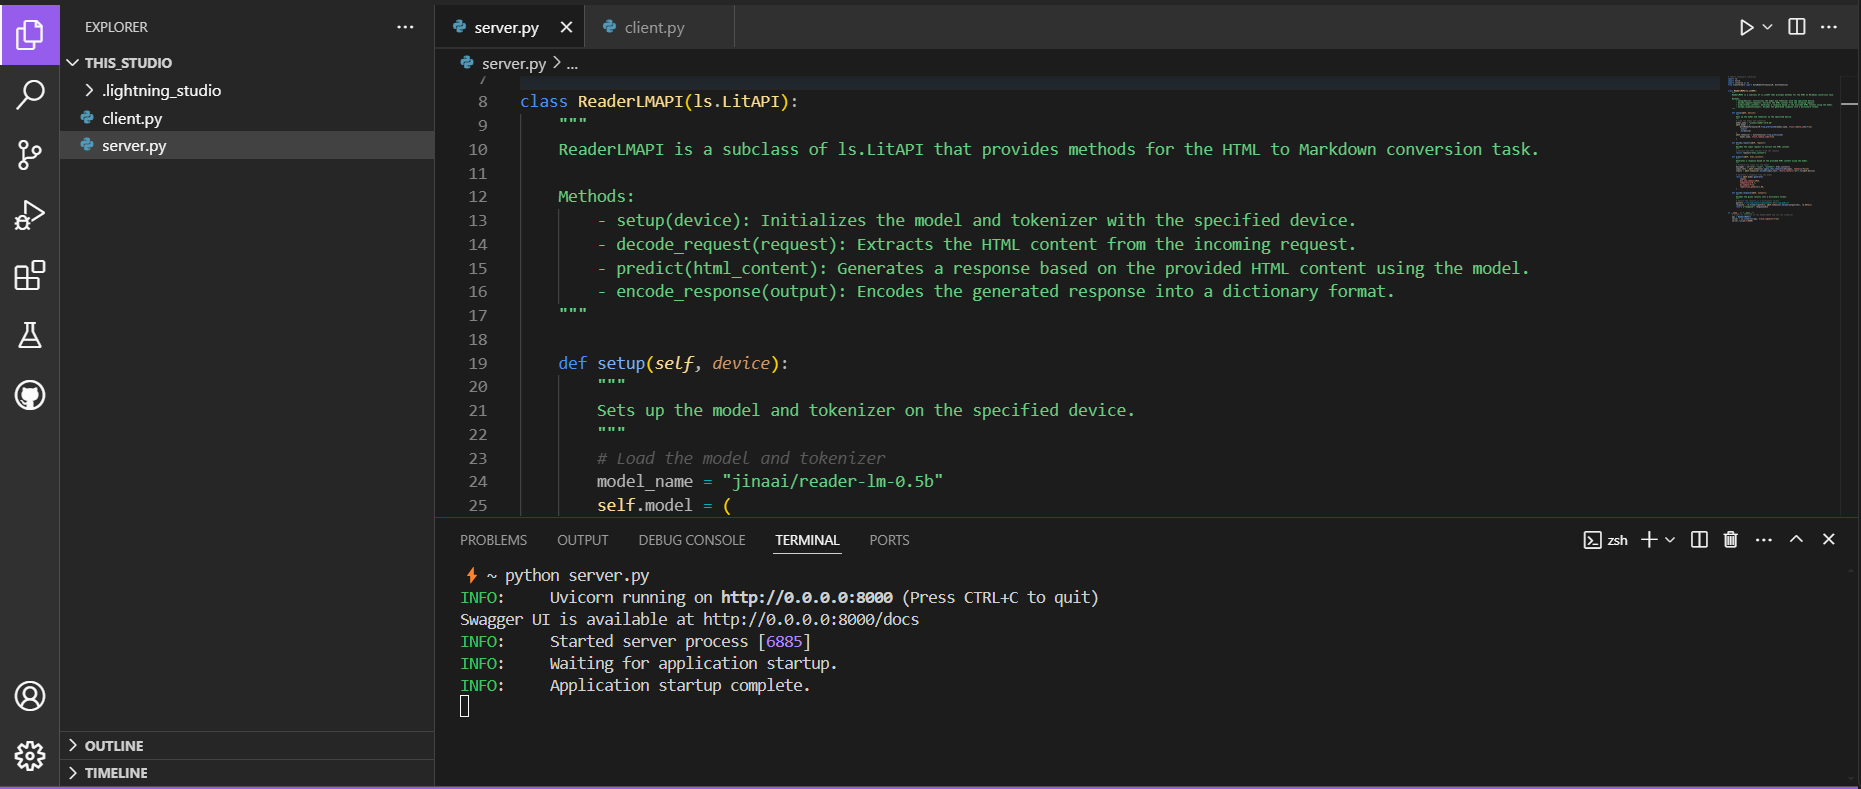 EXPLORER
THIS_STUDIO
.lightning_studio
client.py
server.py
OUTLINE
TIMELINE
server.py
client.py
server.py > ...
7
8 class ReaderLMAPI(ls.LitAPI):
9 """
10 ReaderLMAPI is a subclass of ls.LitAPI that provides methods for the HTML to Markdown conversion task.
11
12 Methods:
13 - setup(device): Initializes the model and tokenizer with the specified device.
14 - decode_request(request): Extracts the HTML content from the incoming request.
15 - predict(html_content): Generates a response based on the provided HTML content using the model.
16 - encode_response(output): Encodes the generated response into a dictionary format.
17 """
18
19 def setup(self, device):
20 """
21 Sets up the model and tokenizer on the specified device.
22 """
23 # Load the model and tokenizer
24 model_name = "jinaai/reader-lm-0.5b"
25 self.model = (
PROBLEMS OUTPUT DEBUG CONSOLE TERMINAL PORTS
zsh
~ python server.py
INFO: Uvicorn running on http://0.0.0.0:8000 (Press CTRL+C to quit)
Swagger UI is available at http://0.0.0.0:8000/docs
INFO: Started server process [6885]
INFO: Waiting for application startup.
INFO: Application startup complete.